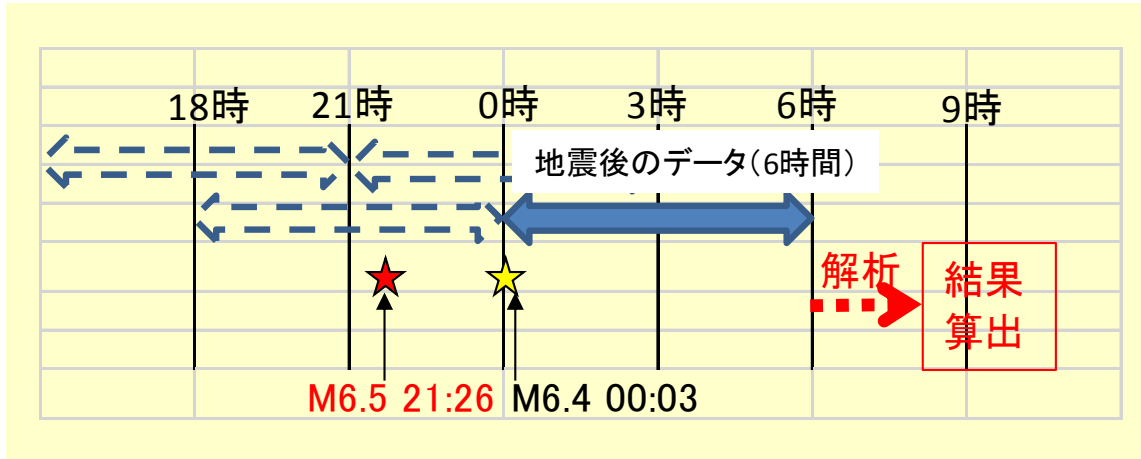 18時 21時 0時 3時 6時 9時
地震後のデータ(6時間)
解析
結果
算出
M6.5 21:26 M6.4 00:03